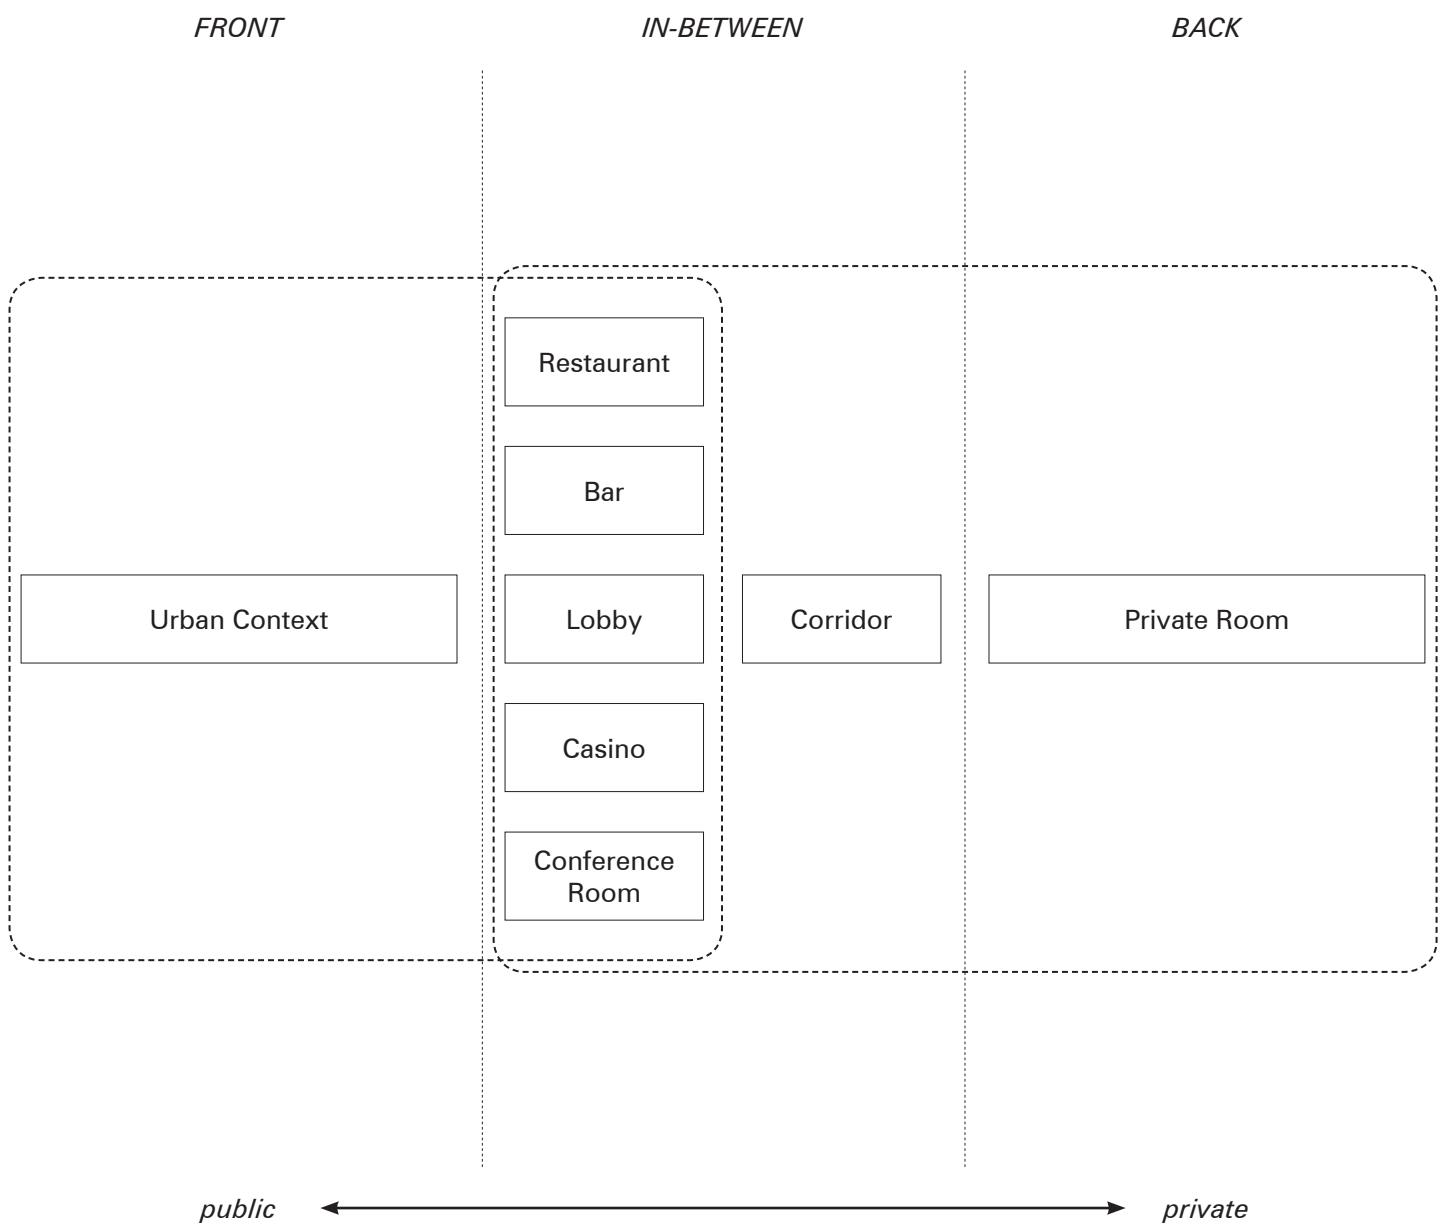 FRONT
IN-BETWEEN
BACK
Restaurant
Bar
Urban Context
Lobby
Corridor
Private Room
Casino
Conference
Room
public
private